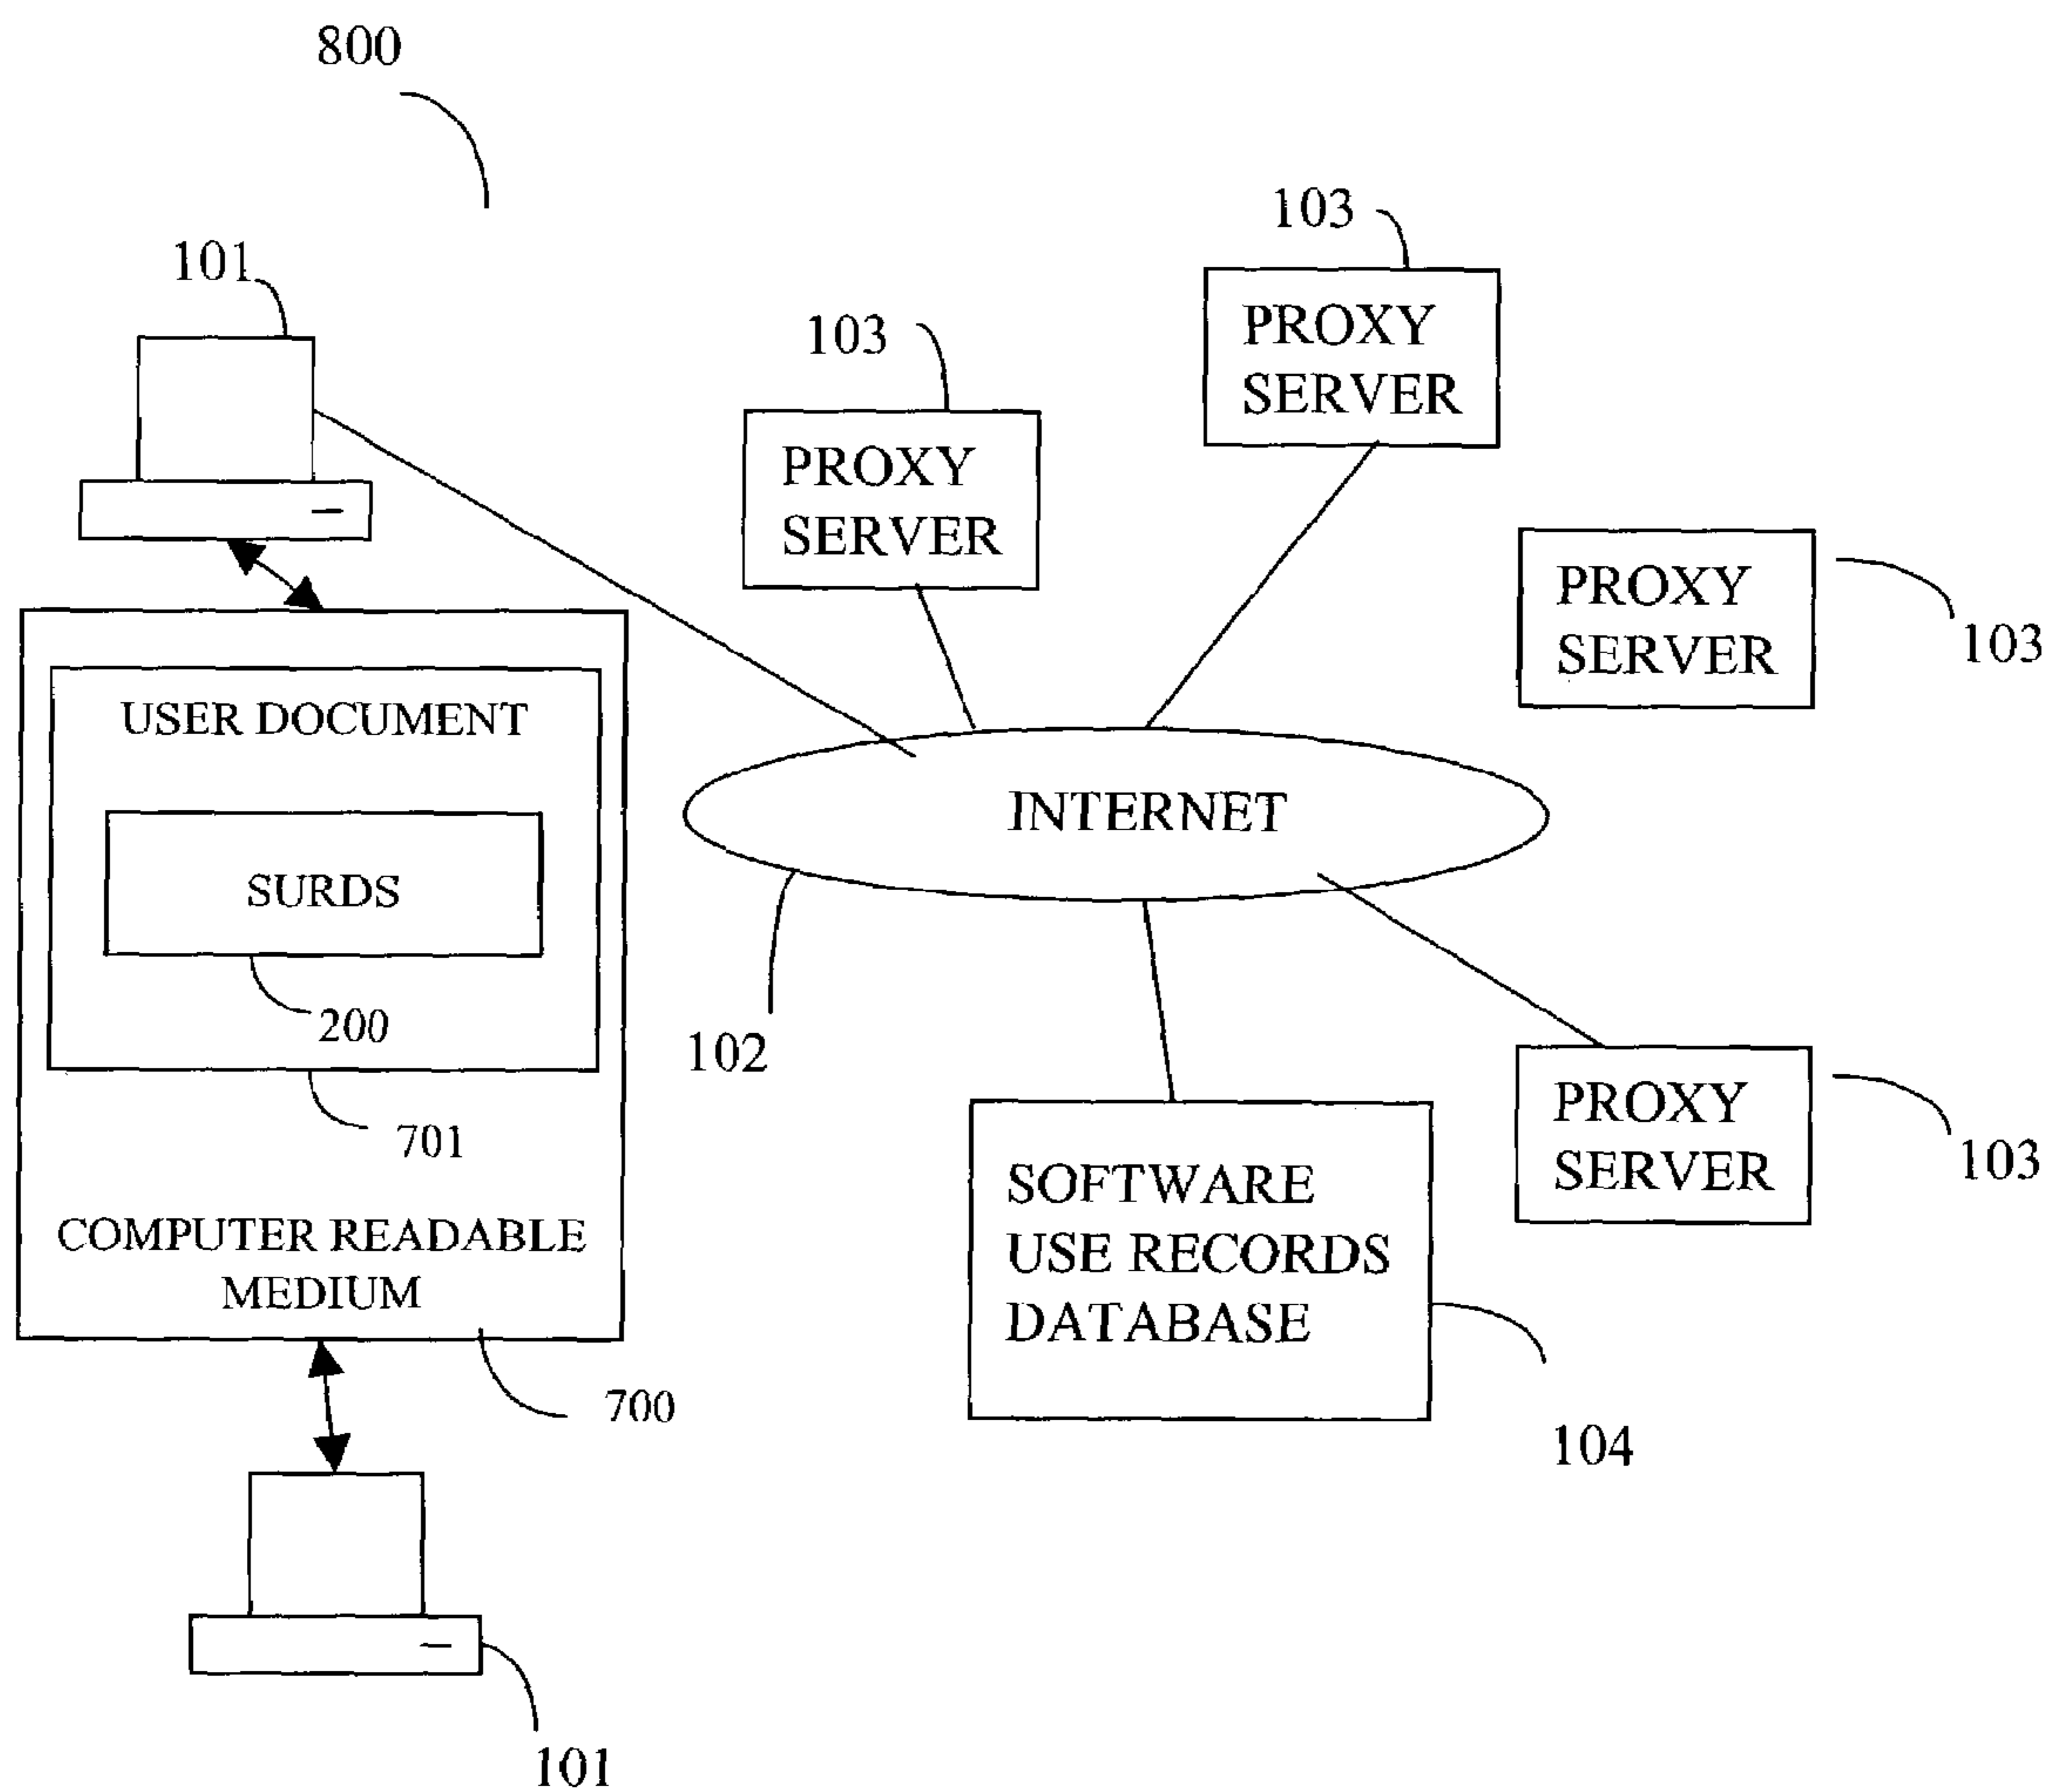 800
101
103
PROXY
SERVER
103
PROXY
SERVER
PROXY
SERVER
103
USER DOCUMENT
SURDS
200
701
COMPUTER READABLE
MEDIUM
700
101
INTERNET
102
SOFTWARE
USE RECORDS
DATABASE
104
PROXY
SERVER
103